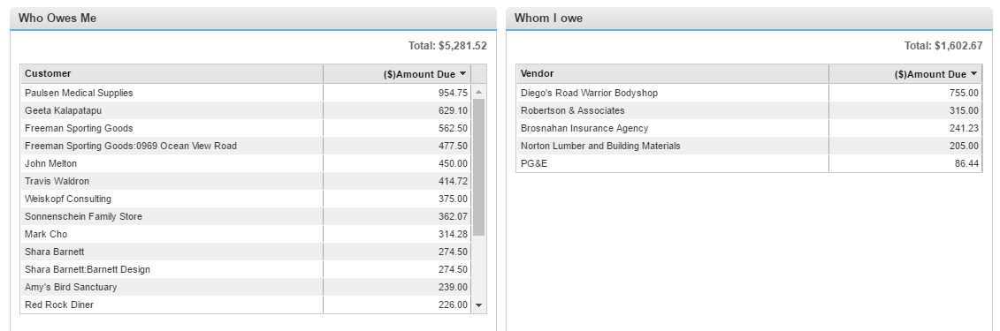 Who Owes Me
Total: $5,281.52
Customer ($)Amount Due
Paulsen Medical Supplies 954.75
Geeta Kalapatapu 629.10
Freeman Sporting Goods 562.50
Freeman Sporting Goods:0969 Ocean View Road 477.50
John Melton 450.00
Travis Waldron 414.72
Weiskopf Consulting 375.00
Sonnenschein Family Store 362.07
Mark Cho 314.28
Shara Barnett 274.50
Shara Barnett:Barnett Design 274.50
Amy's Bird Sanctuary 239.00
Red Rock Diner 226.00
Whom I owe
Total: $1,602.67
Vendor ($)Amount Due
Diego's Road Warrior Bodyshop 755.00
Robertson & Associates 315.00
Brosnahan Insurance Agency 241.23
Norton Lumber and Building Materials 205.00
PG&E 86.44